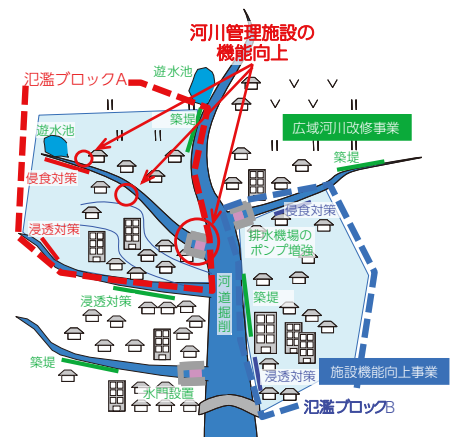 河川管理施設の
機能向上
氾濫ブロックA
遊水池
築堤
広域河川改修事業
遊水池
築堤
侵食対策
侵食対策
浸透対策
排水機場の
ポンプ増強
河道掘削
築堤
浸透対策
築堤
浸透対策
施設機能向上事業
水門設置
氾濫ブロックB